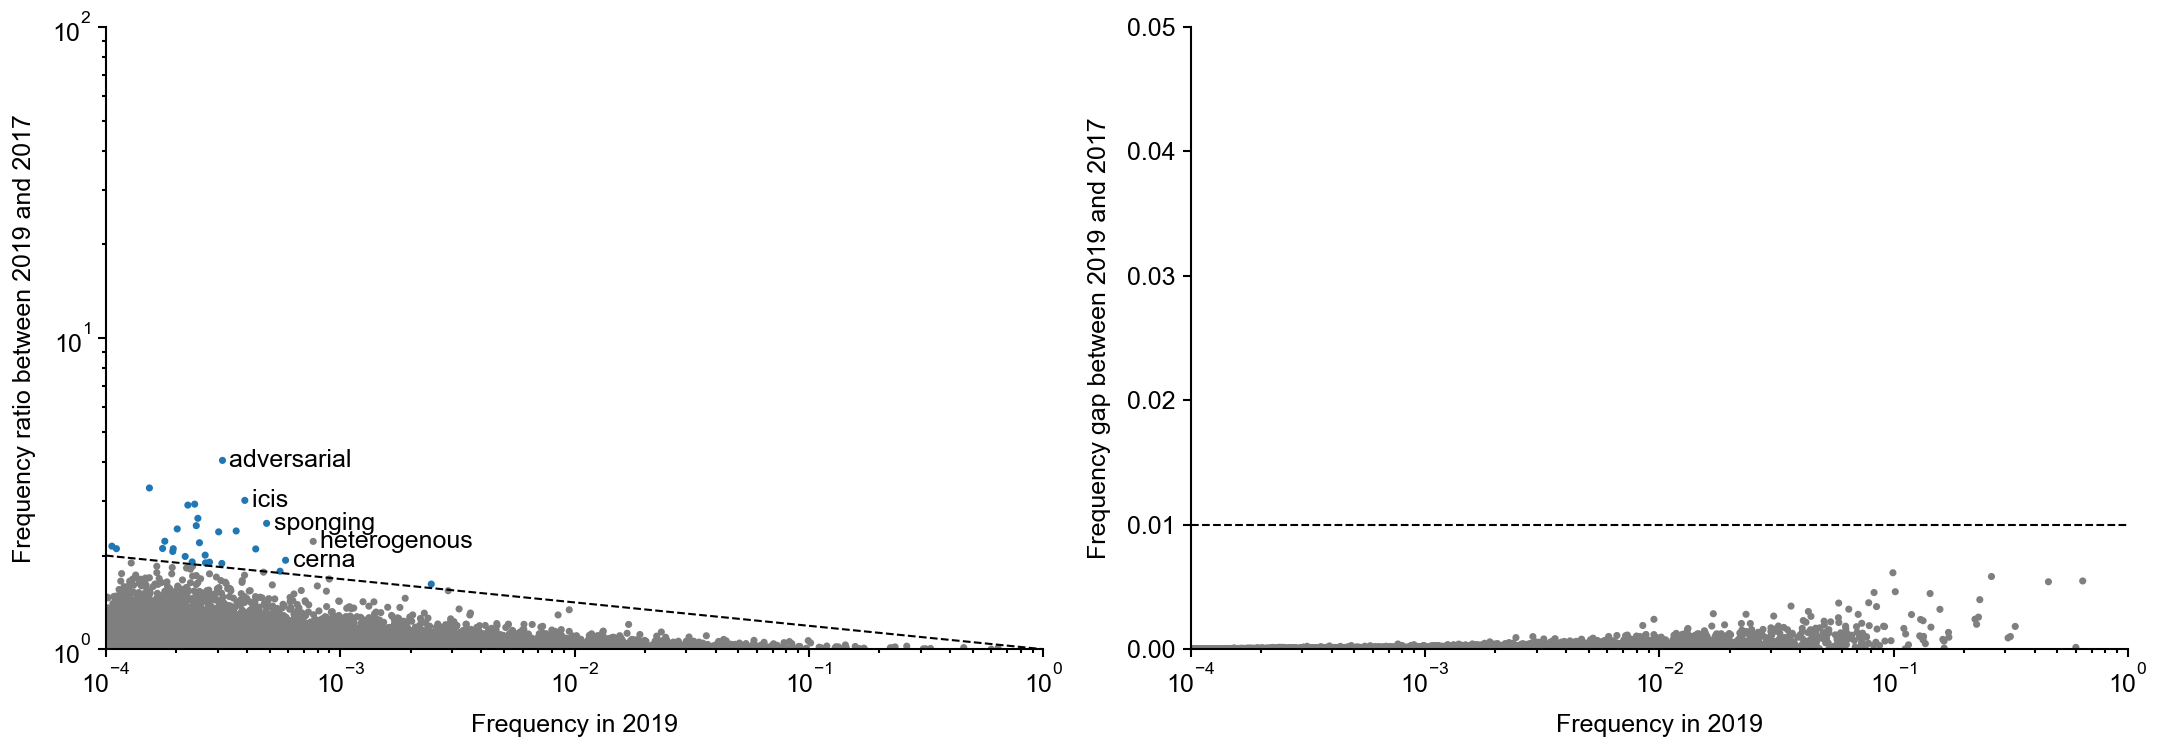 Frequency ratio between 2019 and 2017
10^2
10^1
10^0
adversarial
icis
sponging
heterogenous
cerna
10^−4
10^−3
10^−2
10^−1
10^0
Frequency in 2019
Frequency gap between 2019 and 2017
0.05
0.04
0.03
0.02
0.01
0.00
10^−4
10^−3
10^−2
10^−1
10^0
Frequency in 2019